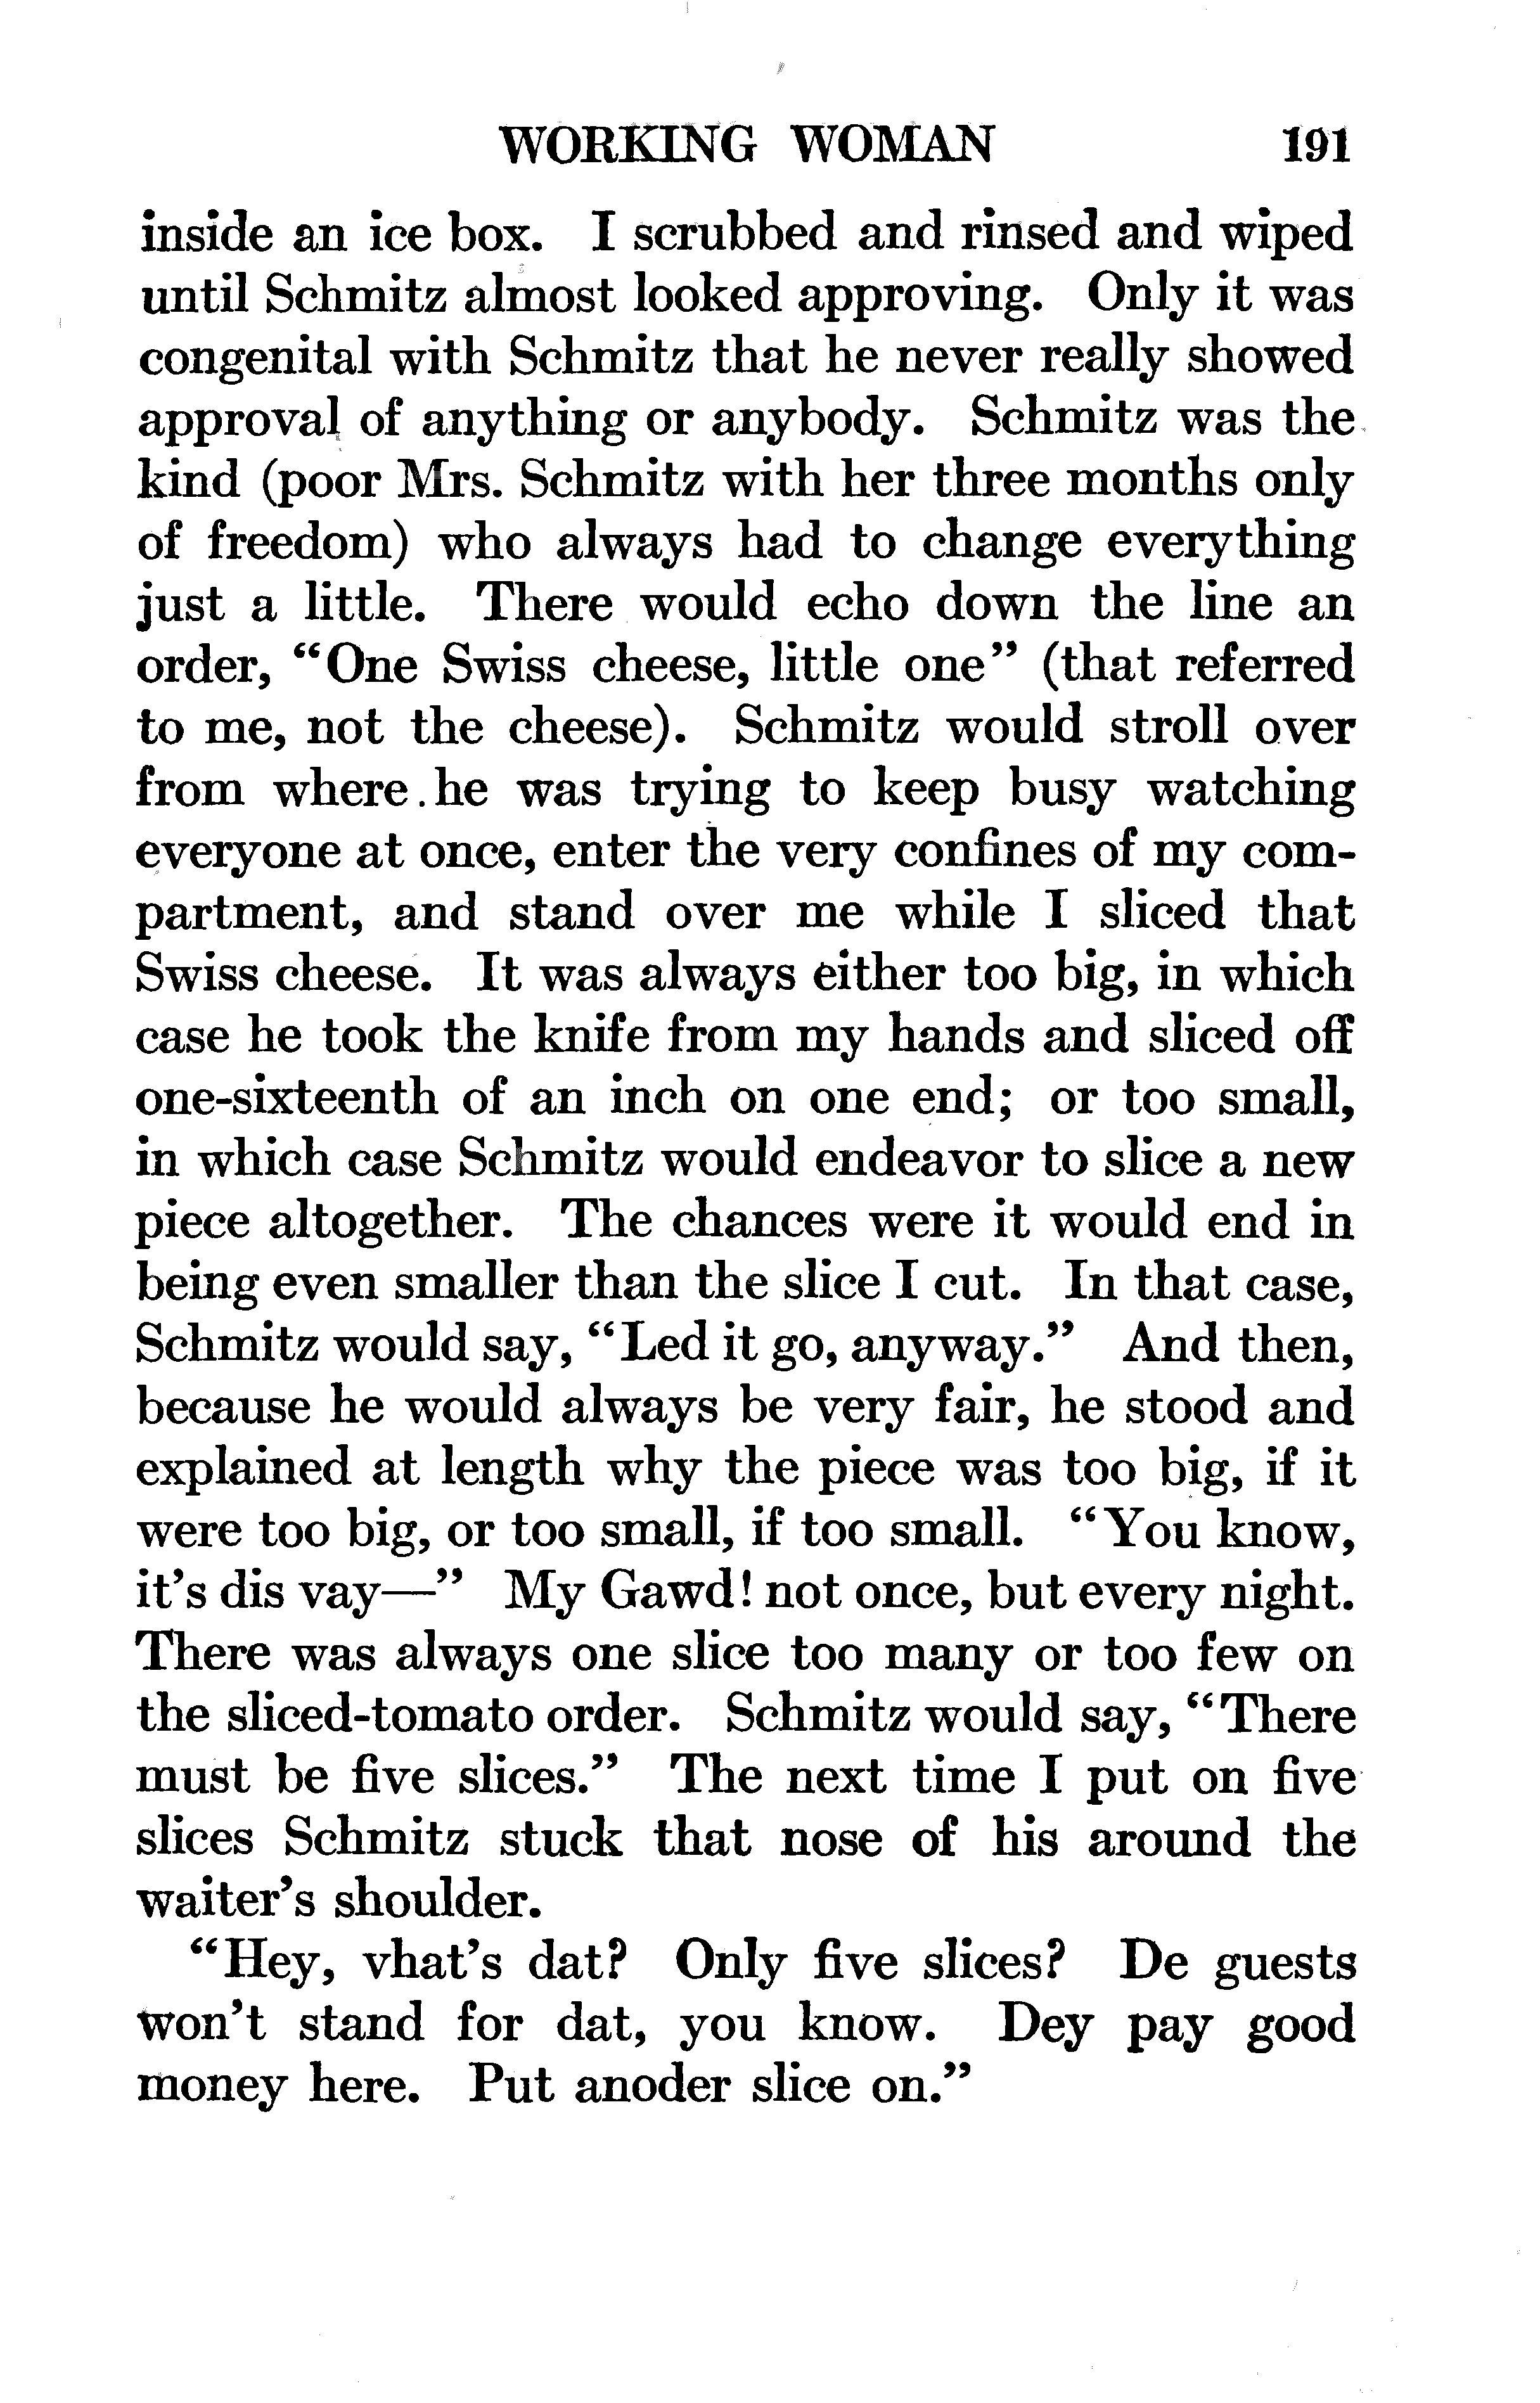 WORKING WOMAN 191
inside an ice box. I scrubbed and rinsed and wiped
until Schmitz almost looked approving. Only it was
congenital with Schmitz that he never really showed
approval of anything or anybody. Schmitz was the
kind (poor Mrs. Schmitz with her three months only
of freedom) who always had to change everything
just a little. There would echo down the line an
order, “One Swiss cheese, little one” (that referred
to me, not the cheese). Schmitz would stroll over
from where he was trying to keep busy watching
everyone at once, enter the very confines of my com-
partment, and stand over me while I sliced that
Swiss cheese. It was always either too big, in which
case he took the knife from my hands and sliced off
one-sixteenth of an inch on one end; or too small,
in which case Schmitz would endeavor to slice a new
piece altogether. The chances were it would end in
being even smaller than the slice I cut. In that case,
Schmitz would say, “Led it go, anyway.” And then,
because he would always be very fair, he stood and
explained at length why the piece was too big, if it
were too big, or too small, if too small. “You know,
it’s dis vay—” My Gawd! not once, but every night.
There was always one slice too many or too few on
the sliced-tomato order. Schmitz would say, “There
must be five slices.” The next time I put on five
slices Schmitz stuck that nose of his around the
waiter’s shoulder.
“Hey, vhat’s dat? Only five slices? De guests
won’t stand for dat, you know. Dey pay good
money here. Put anoder slice on.”